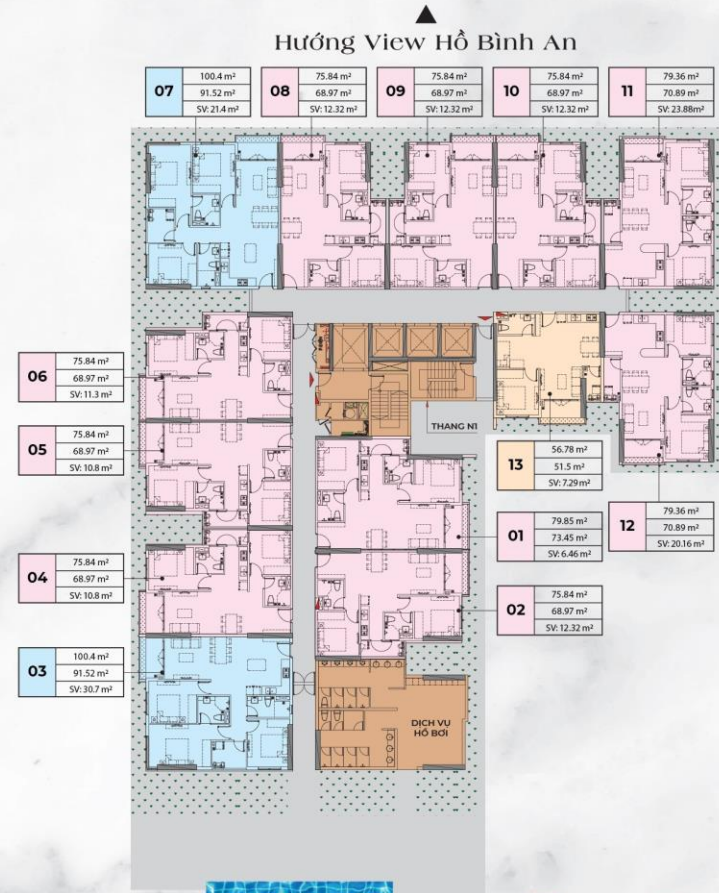 Hướng View Hồ Bình An
07
100.4 m²
91.52 m²
SV: 21.4 m²
08
75.84 m²
68.97 m²
SV: 12.32 m²
09
75.84 m²
68.97 m²
SV: 12.32 m²
10
75.84 m²
68.97 m²
SV: 12.32 m²
11
79.36 m²
70.89 m²
SV: 23.88m²
06
75.84 m²
68.97 m²
SV: 11.3 m²
05
75.84 m²
68.97 m²
SV: 10.8 m²
THANG N1
13
56.78 m²
51.5 m²
SV: 7.29 m²
12
79.36 m²
70.89 m²
SV: 20.16 m²
01
79.85 m²
73.45 m²
SV: 6.46 m²
04
75.84 m²
68.97 m²
SV: 10.8 m²
02
75.84 m²
68.97 m²
SV: 12.32 m²
03
100.4 m²
91.52 m²
SV: 30.7 m²
DỊCH VỤ
HỒ BƠI